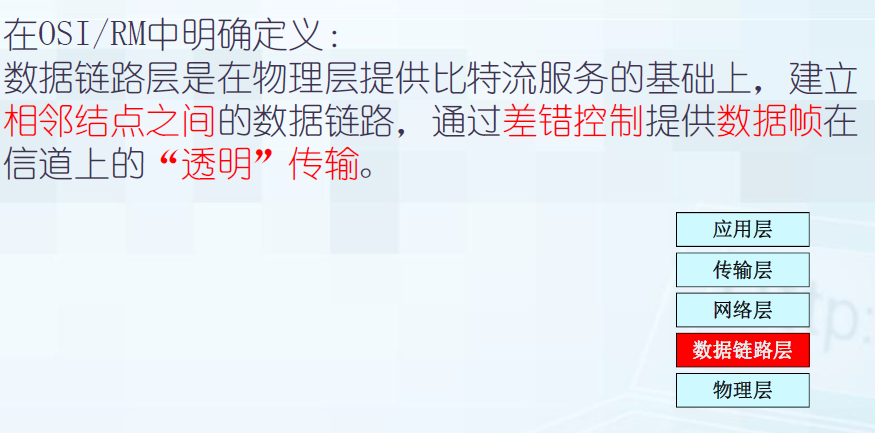 在OSI/RM中明确定义：
数据链路层是在物理层提供比特流服务的基础上，建立
相邻结点之间的数据链路，通过差错控制提供数据帧在
信道上的“透明”传输。
应用层
传输层
网络层
数据链路层
物理层
tp: